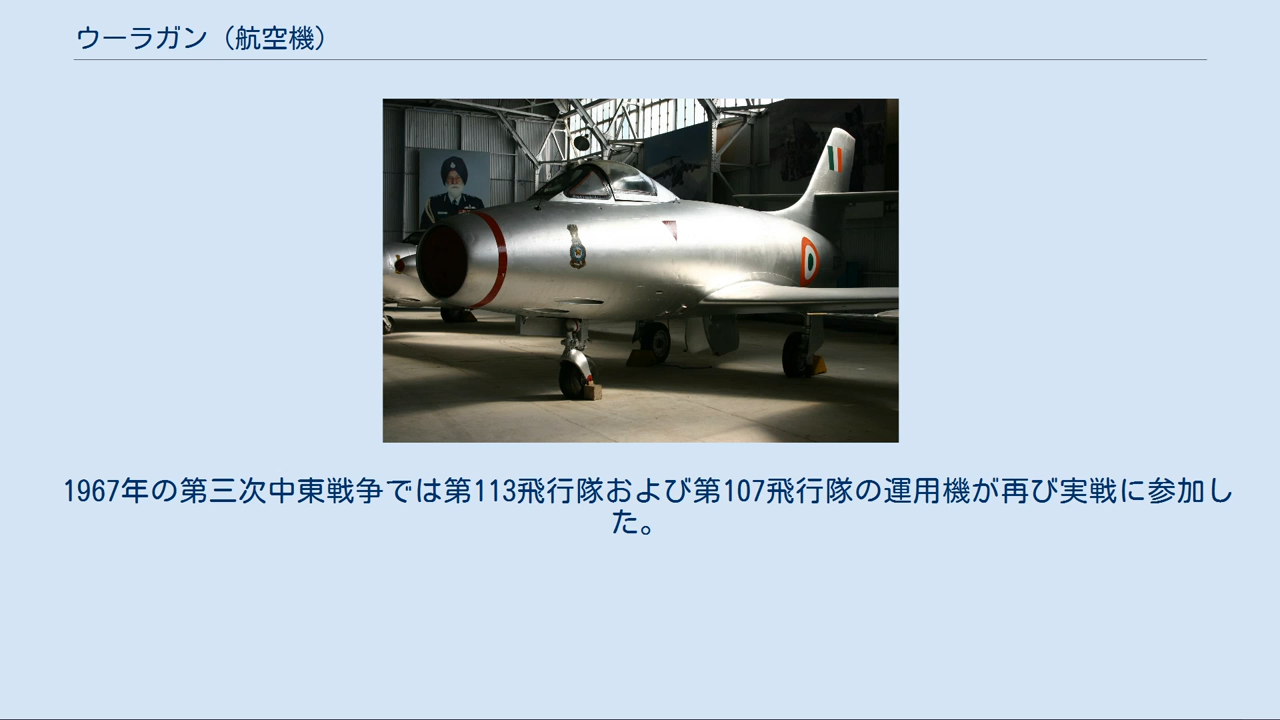 ウーラガン（航空機）
1967年の第三次中東戦争では第113飛行隊および第107飛行隊の運用機が再び実戦に参加し
た。